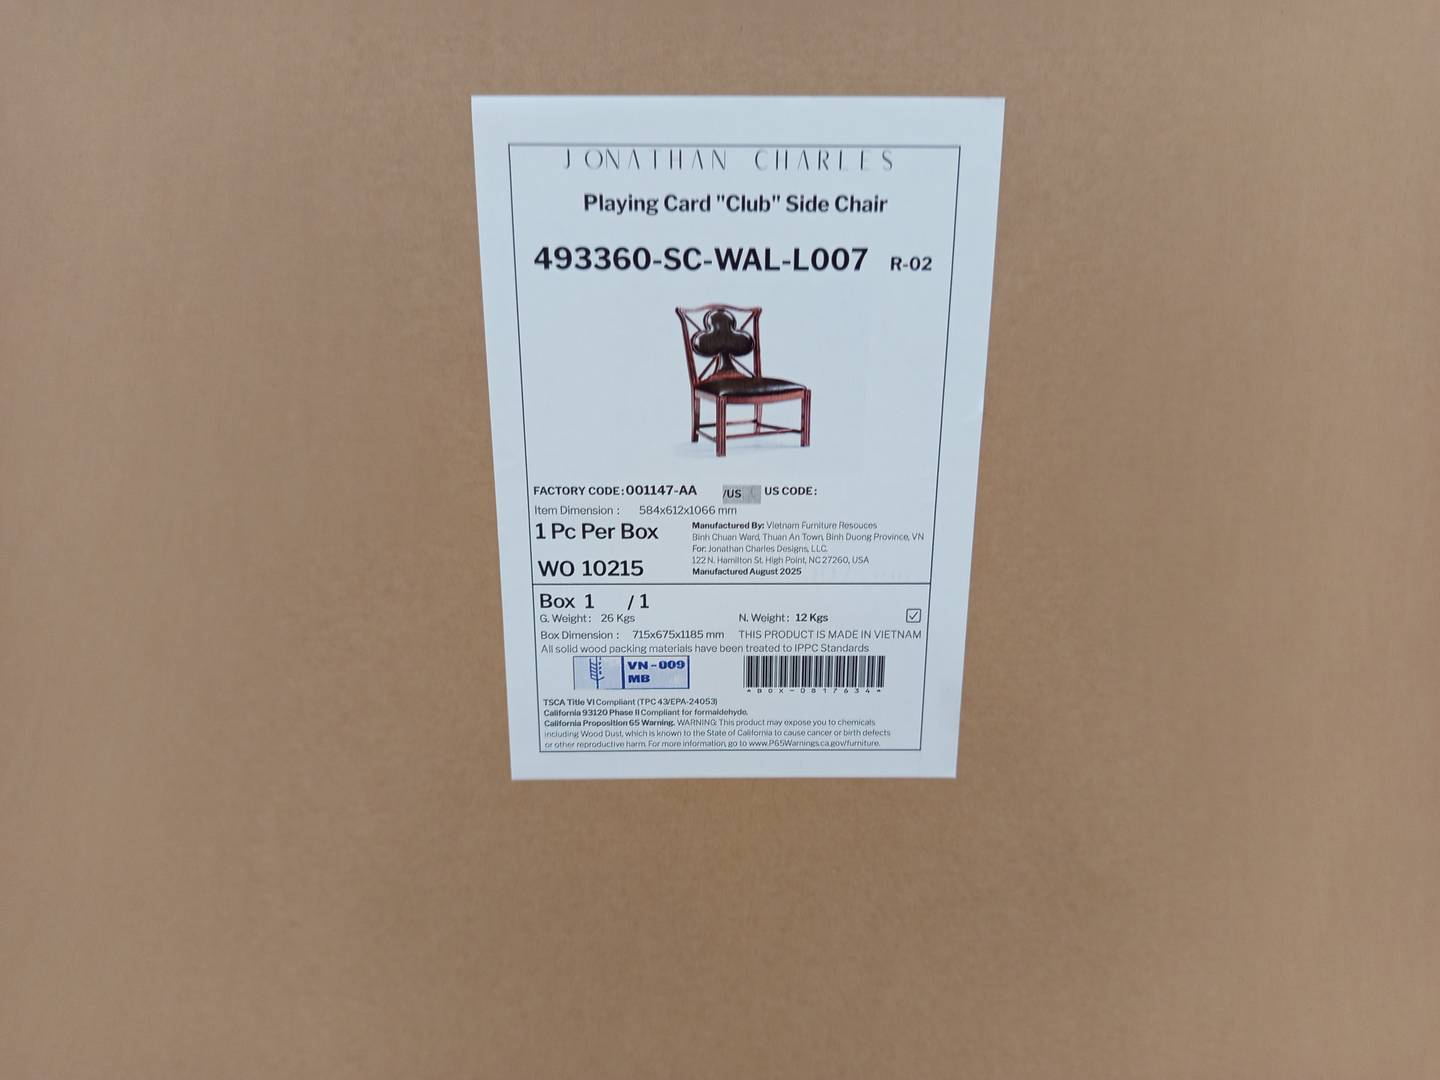 JONATHAN CHARLES
Playing Card "Club" Side Chair
493360-SC-WAL-L007 R-02
FACTORY CODE: 001147-AA /US US CODE:
Item Dimension : 584x612x1066 mm
1 Pc Per Box
WO 10215
Manufactured By: Vietnam Furniture Resouces
Binh Chuan Ward, Thuan An Town, Binh Duong Province, VN
For: Jonathan Charles Designs, LLC.
122 N. Hamilton St. High Point, NC 27260, USA
Manufactured August 2025
Box 1 / 1
G. Weight : 26 Kgs N. Weight : 12 Kgs
Box Dimension : 715x675x1185 mm THIS PRODUCT IS MADE IN VIETNAM
All solid wood packing materials have been treated to IPPC Standards
VN-009
MB
*BOX-0817634*
TSCA Title VI Compliant (TPC 43/EPA-24053)
California 93120 Phase II Compliant for formaldehyde.
California Proposition 65 Warning. WARNING: This product may expose you to chemicals
including Wood Dust, which is known to the State of California to cause cancer or birth defects
or other reproductive harm. For more information, go to www.P65Warnings.ca.gov/furniture.